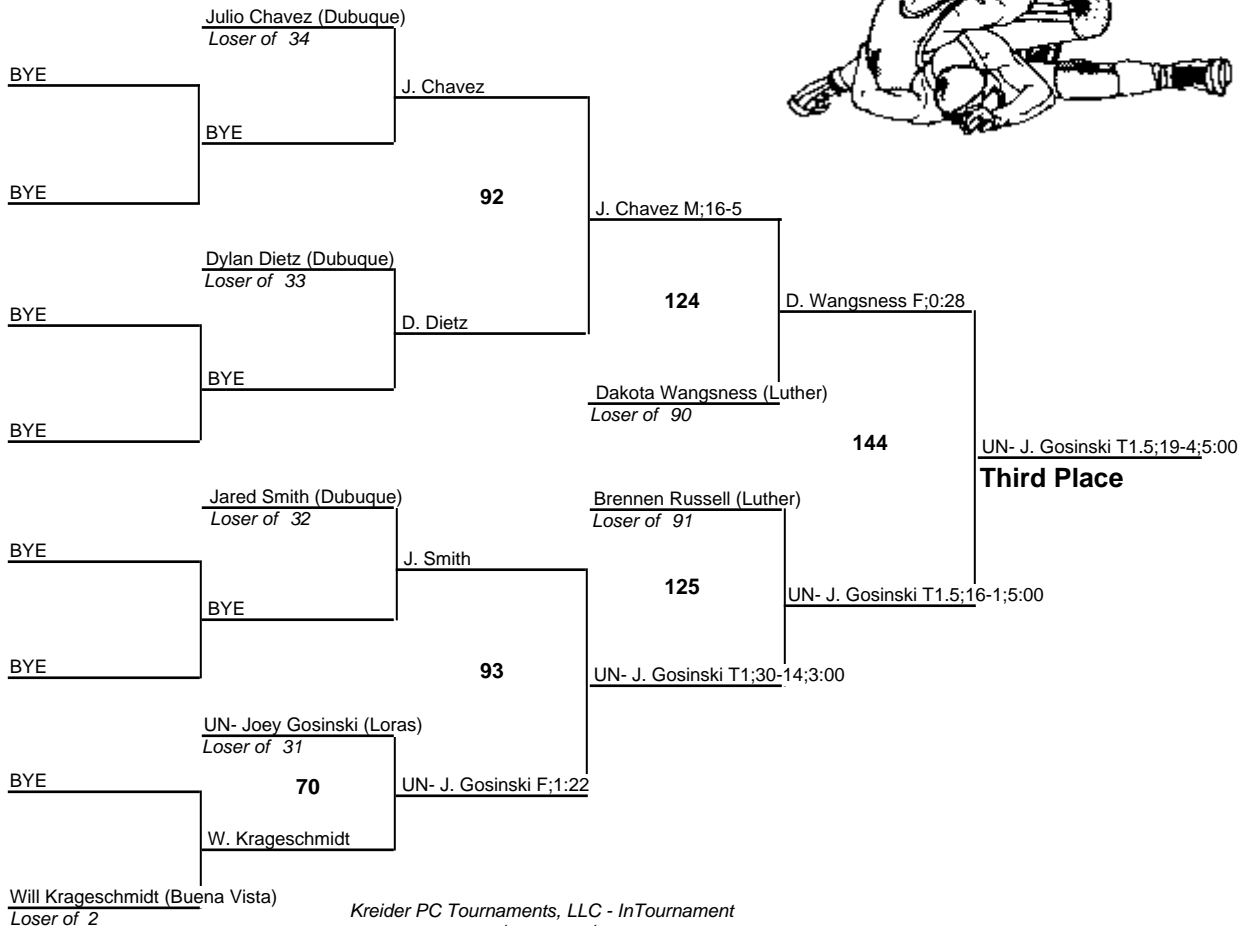 Julio Chavez (Dubuque)
Loser of 34
BYE
J. Chavez
BYE
BYE
92
J. Chavez M;16-5
Dylan Dietz (Dubuque)
Loser of 33
124
D. Wangsness F;0:28
BYE
D. Dietz
BYE
Dakota Wangsness (Luther)
Loser of 90
BYE
144
UN- J. Gosinski T1.5;19-4;5:00
Third Place
Jared Smith (Dubuque)
Loser of 32
Brennen Russell (Luther)
Loser of 91
BYE
J. Smith
125
BYE
UN- J. Gosinski T1.5;16-1;5:00
BYE
93
UN- J. Gosinski T1;30-14;3:00
UN- Joey Gosinski (Loras)
Loser of 31
BYE
70
UN- J. Gosinski F;1:22
W. Krageschmidt
Will Krageschmidt (Buena Vista)
Loser of 2
Kreider PC Tournaments, LLC - InTournament